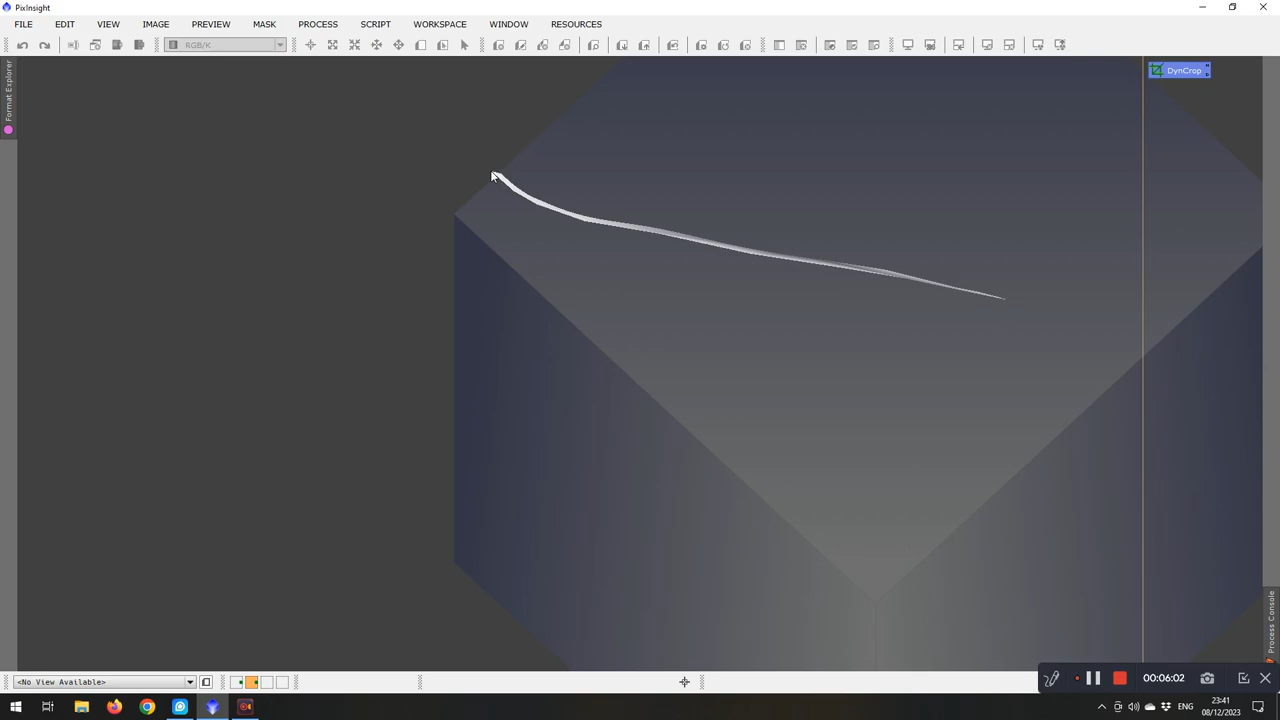 PixInsight
FILE EDIT VIEW IMAGE PREVIEW MASK PROCESS SCRIPT WORKSPACE WINDOW RESOURCES
RGB/K
Format Explorer
DynCrop
Process Console
<No View Available>
00:06:02
ENG
23:41
08/12/2023